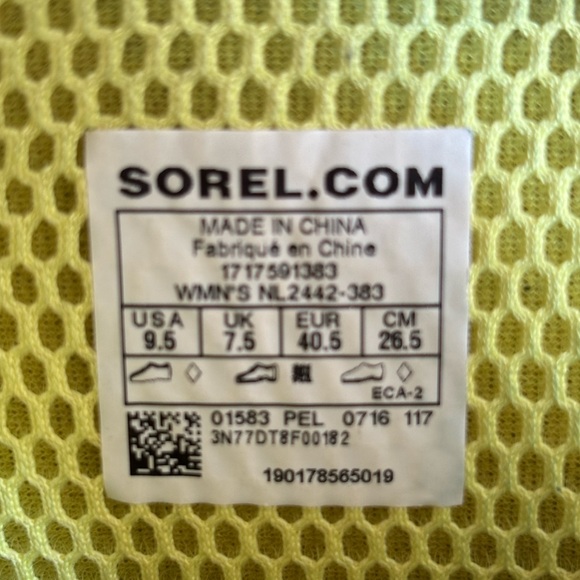 SOREL.COM
MADE IN CHINA
Fabriqué en Chine
1717591383
WMN'S NL2442-383
USA UK EUR CM
9.5 7.5 40.5 26.5
ECA-2
01583 PEL 0716 117
3N77DT8F00182
190178565019